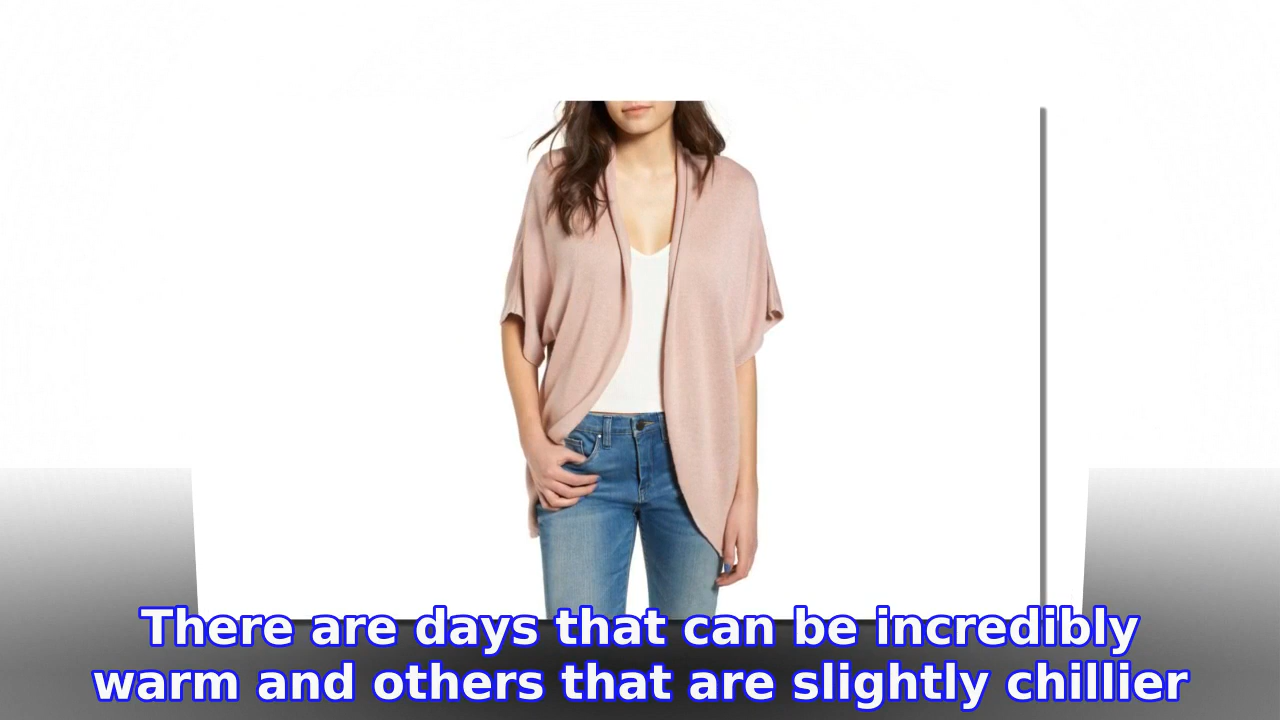 There are days that can be incredibly
warm and others that are slightly chillier